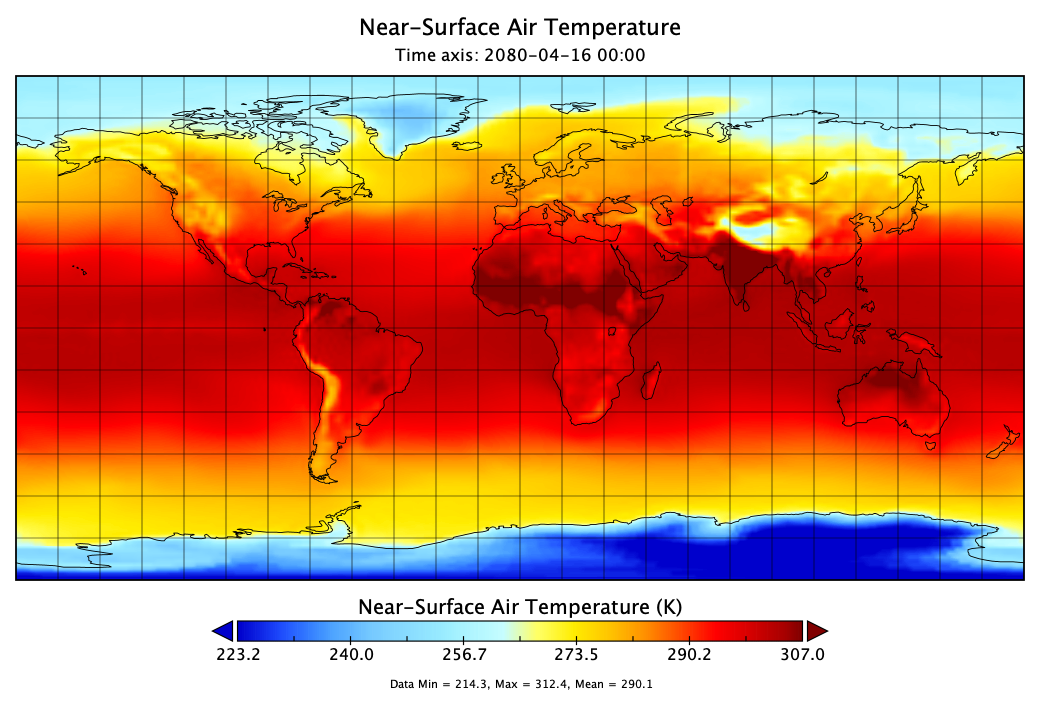 Near-Surface Air Temperature
Time axis: 2080-04-16 00:00
Near-Surface Air Temperature (K)
223.2 240.0 256.7 273.5 290.2 307.0
Data Min = 214.3, Max = 312.4, Mean = 290.1